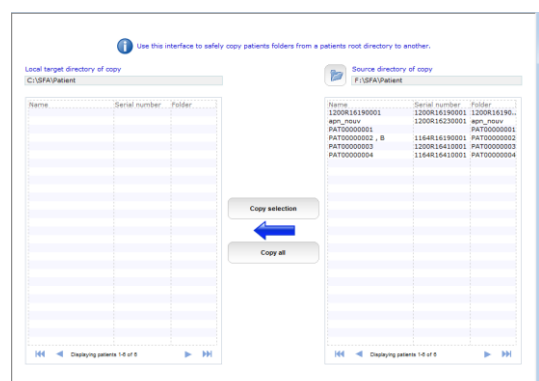 Use this interface to safely copy patients folders from a patients root directory to another.
Local target directory of copy
C:\SFA\Patient
Source directory of copy
F:\SFA\Patient
Name Serial number Folder
Name Serial number Folder
1200R16190001 1200R16190001 1200R16190..
apn_nouv 1200R16230001 apn_nouv
PAT00000001 PAT00000001
PAT00000002 , B 1164R16190001 PAT00000002
PAT00000003 1200R16410001 PAT00000003
PAT00000004 1164R16410001 PAT00000004
Copy selection
Copy all
Displaying patients 1-6 of 6
Displaying patients 1-6 of 6